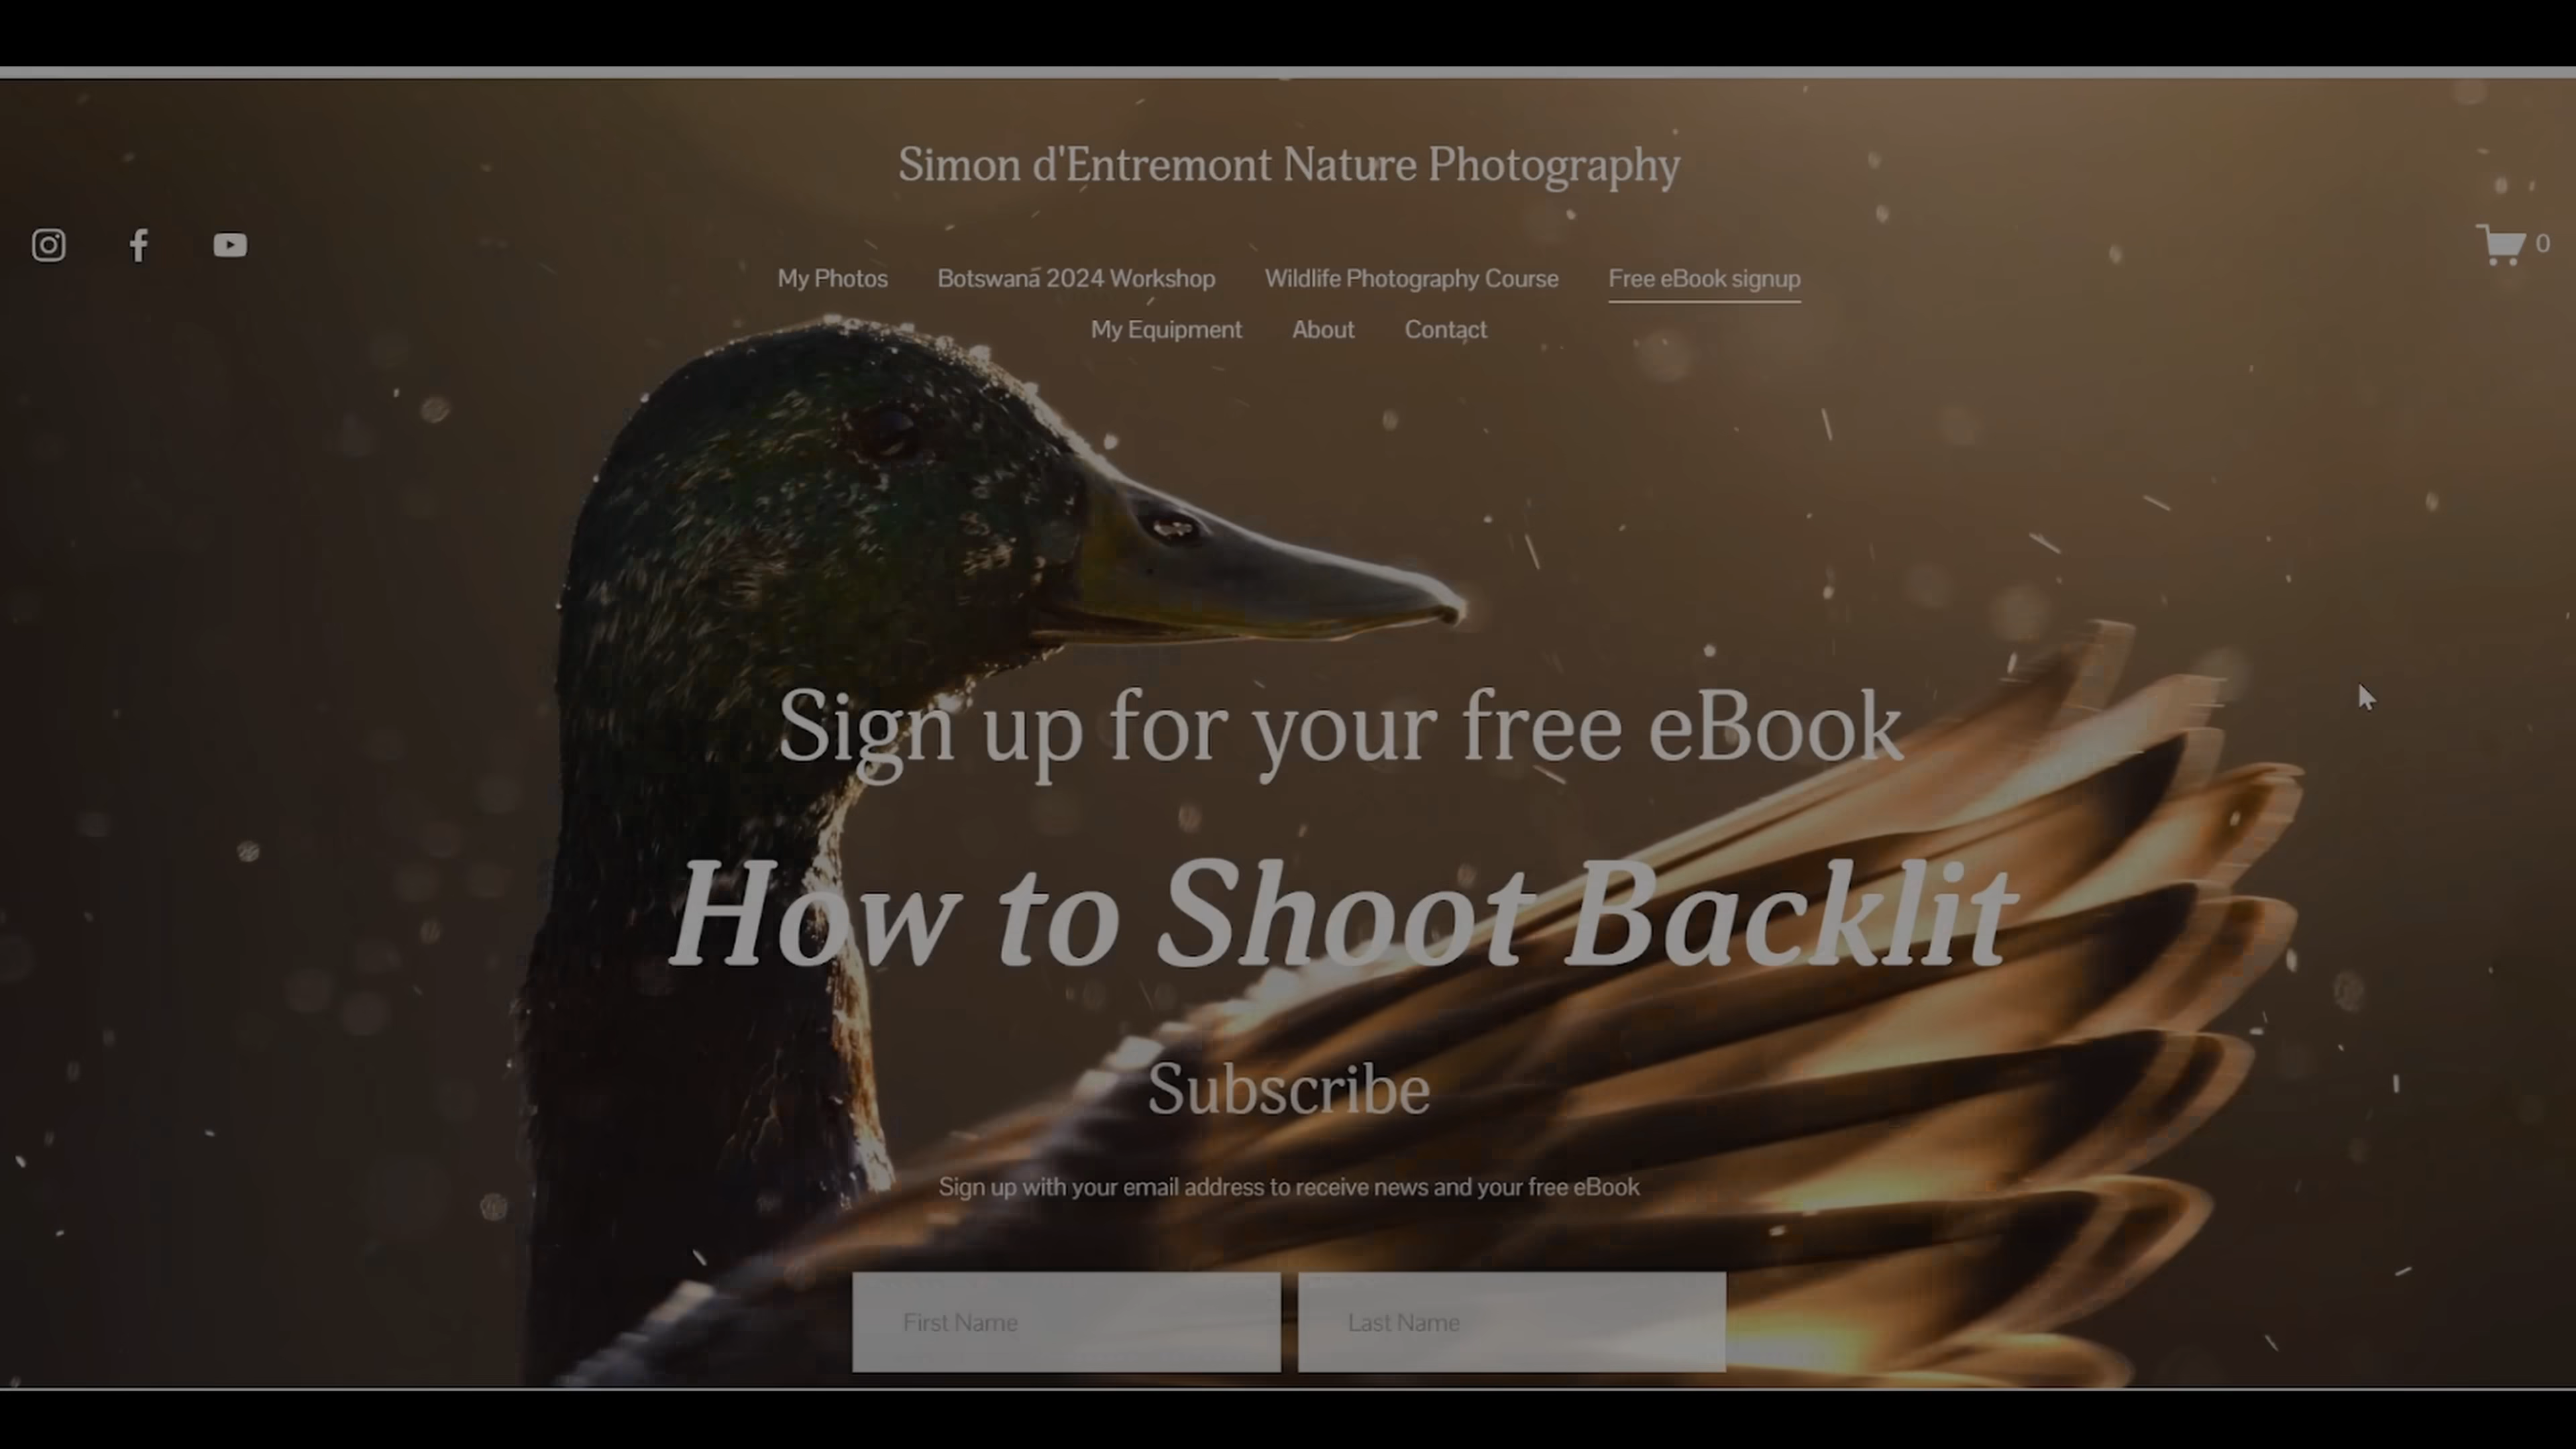 Simon d'Entremont Nature Photography
0
My Photos Botswana 2024 Workshop Wildlife Photography Course Free eBook signup
My Equipment About Contact
Sign up for your free eBook
How to Shoot Backlit
Subscribe
Sign up with your email address to receive news and your free eBook
First Name Last Name